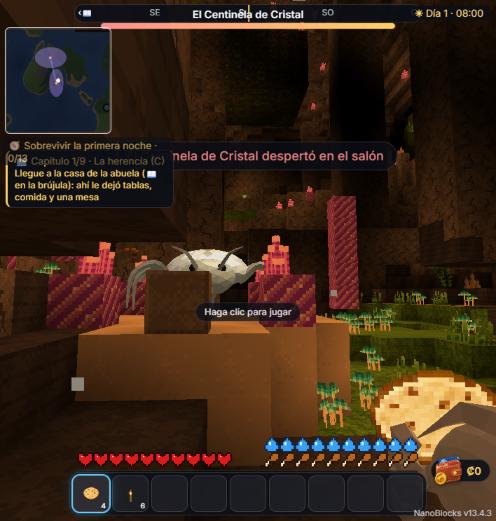 SE
SO
El Centinela de Cristal
Día 1 · 08:00
Sobrevivir la primera noche ·
0/13
Capítulo 1/9 · La herencia (C)
nela de Cristal despertó en el salón
Llegue a la casa de la abuela (
en la brújula): ahí le dejó tablas,
comida y una mesa
Haga clic para jugar
4
6
₡0
NanoBlocks v13.4.3